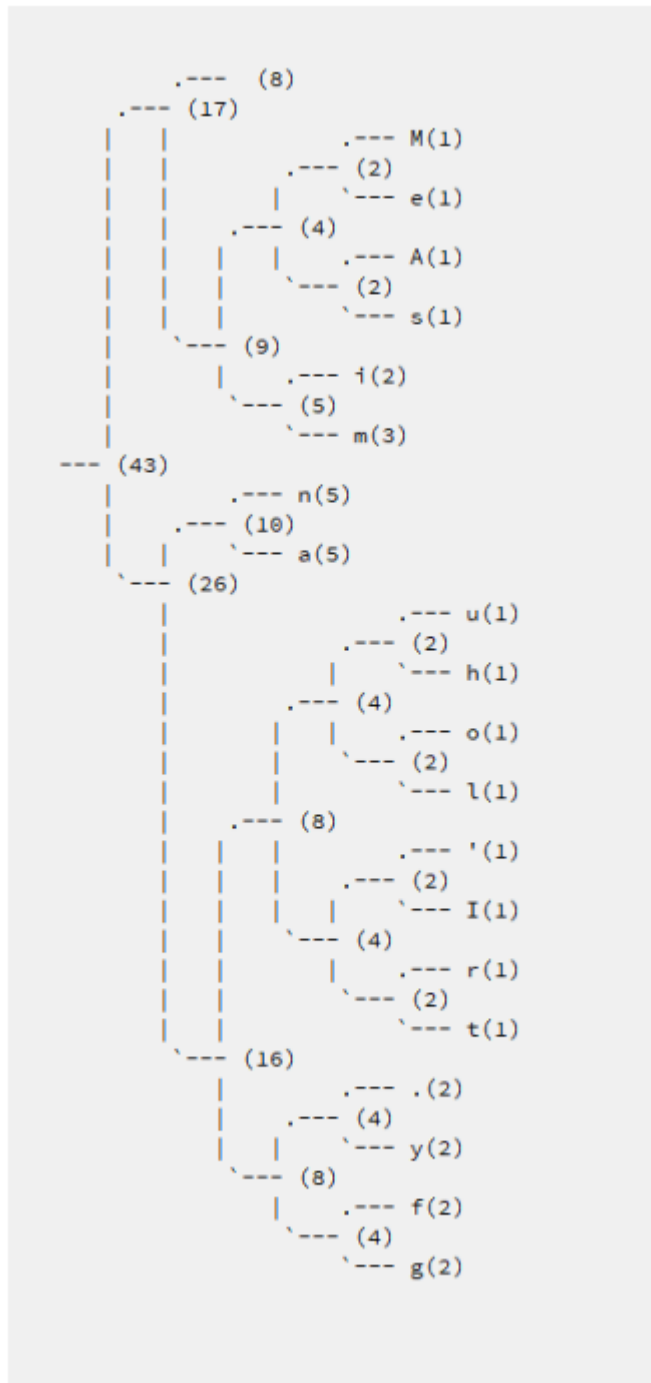 .---  (8)
        .--- (17)
       |   |            .--- M(1)
       |   |        .--- (2)
       |   |       |    `--- e(1)
       |   |    .--- (4)
       |   |   |   |    .--- A(1)
       |   |   |    `--- (2)
       |   |   |        `--- s(1)
       |    `--- (9)
       |       |    .--- i(2)
       |        `--- (5)
       |            `--- m(3)
    --- (43)
       |        .--- n(5)
       |    .--- (10)
       |   |    `--- a(5)
        `--- (26)
           |                .--- u(1)
           |            .--- (2)
           |           |    `--- h(1)
           |        .--- (4)
           |       |   |    .--- o(1)
           |       |    `--- (2)
           |       |        `--- l(1)
           |    .--- (8)
           |   |   |        .--- '(1)
           |   |   |    .--- (2)
           |   |   |   |    `--- I(1)
           |   |    `--- (4)
           |   |       |    .--- r(1)
           |   |        `--- (2)
           |   |            `--- t(1)
            `--- (16)
               |        .--- .(2)
               |    .--- (4)
               |   |    `--- y(2)
                `--- (8)
                   |    .--- f(2)
                    `--- (4)
                        `--- g(2)